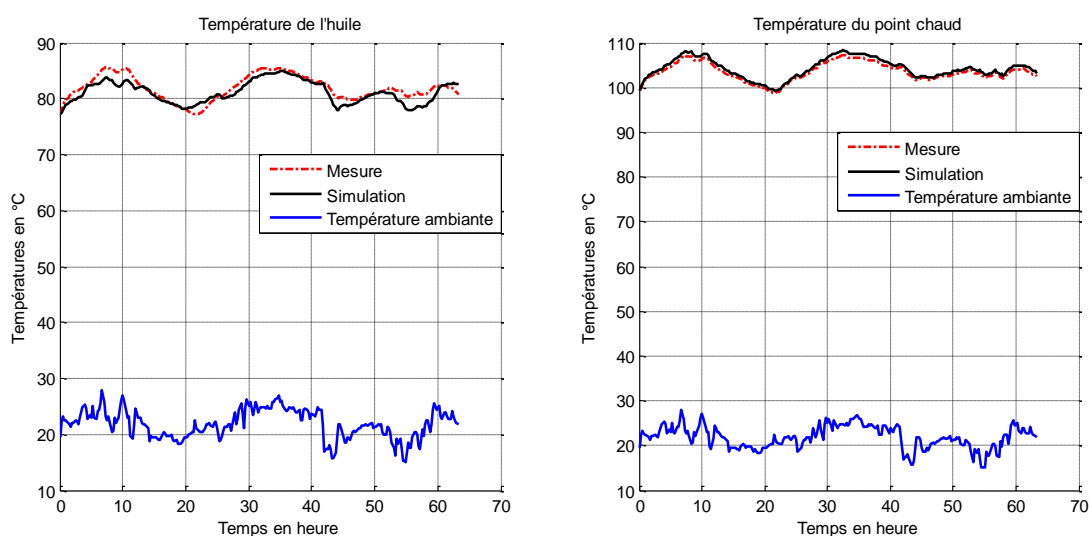 Température de l'huile
90
80
70
60
50
40
30
20
10
0 10 20 30 40 50 60 70
Températures en °C
Temps en heure
Mesure
Simulation
Température ambiante
Température du point chaud
110
100
90
80
70
60
50
40
30
20
10
0 10 20 30 40 50 60 70
Températures en °C
Temps en heure
Mesure
Simulation
Température ambiante